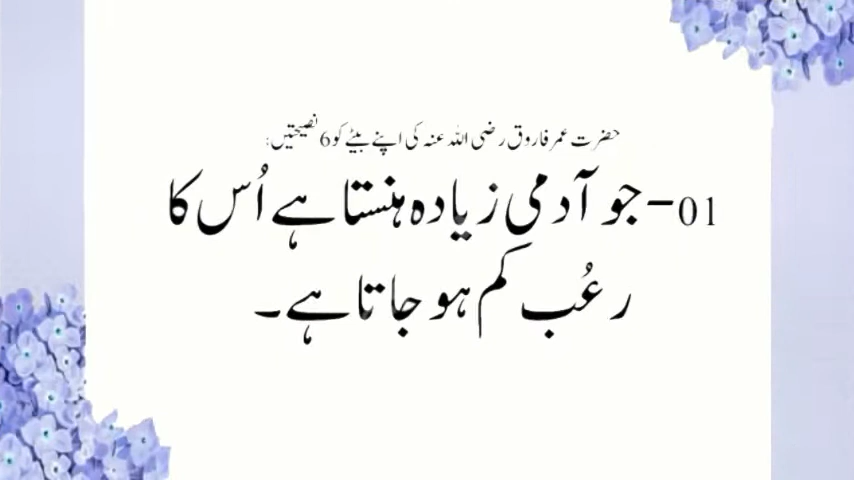 حضرت عمر فاروق رضی اللہ عنہ کی اپنے بیٹے کو 6 نصیحتیں:
01- جو آدمی زیادہ ہنستا ہے اُس کا
رعُب کم ہو جاتا ہے۔